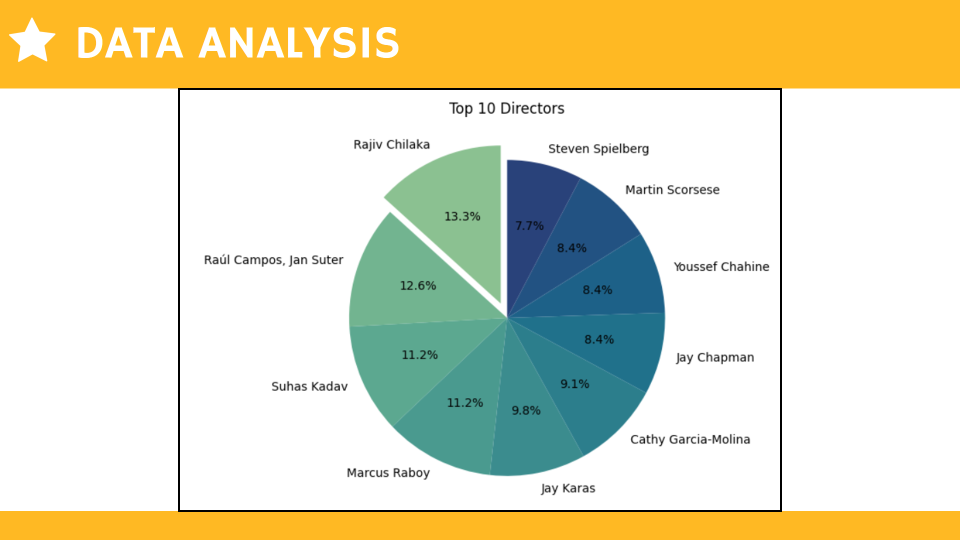 DATA ANALYSIS
Top 10 Directors
Rajiv Chilaka
Steven Spielberg
Martin Scorsese
13.3%
7.7%
8.4%
Raúl Campos, Jan Suter
Youssef Chahine
12.6%
8.4%
8.4%
11.2%
Jay Chapman
Suhas Kadav
9.1%
11.2%
9.8%
Cathy Garcia-Molina
Marcus Raboy
Jay Karas